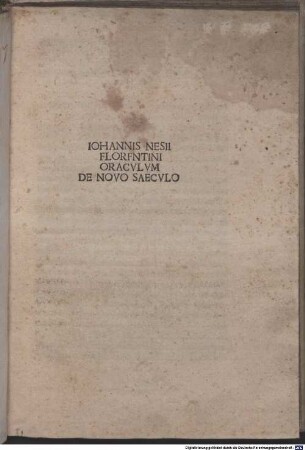 IOHANNIS NESII
FLORENTINI
ORACVLVM
DE NOVO SAECVLO